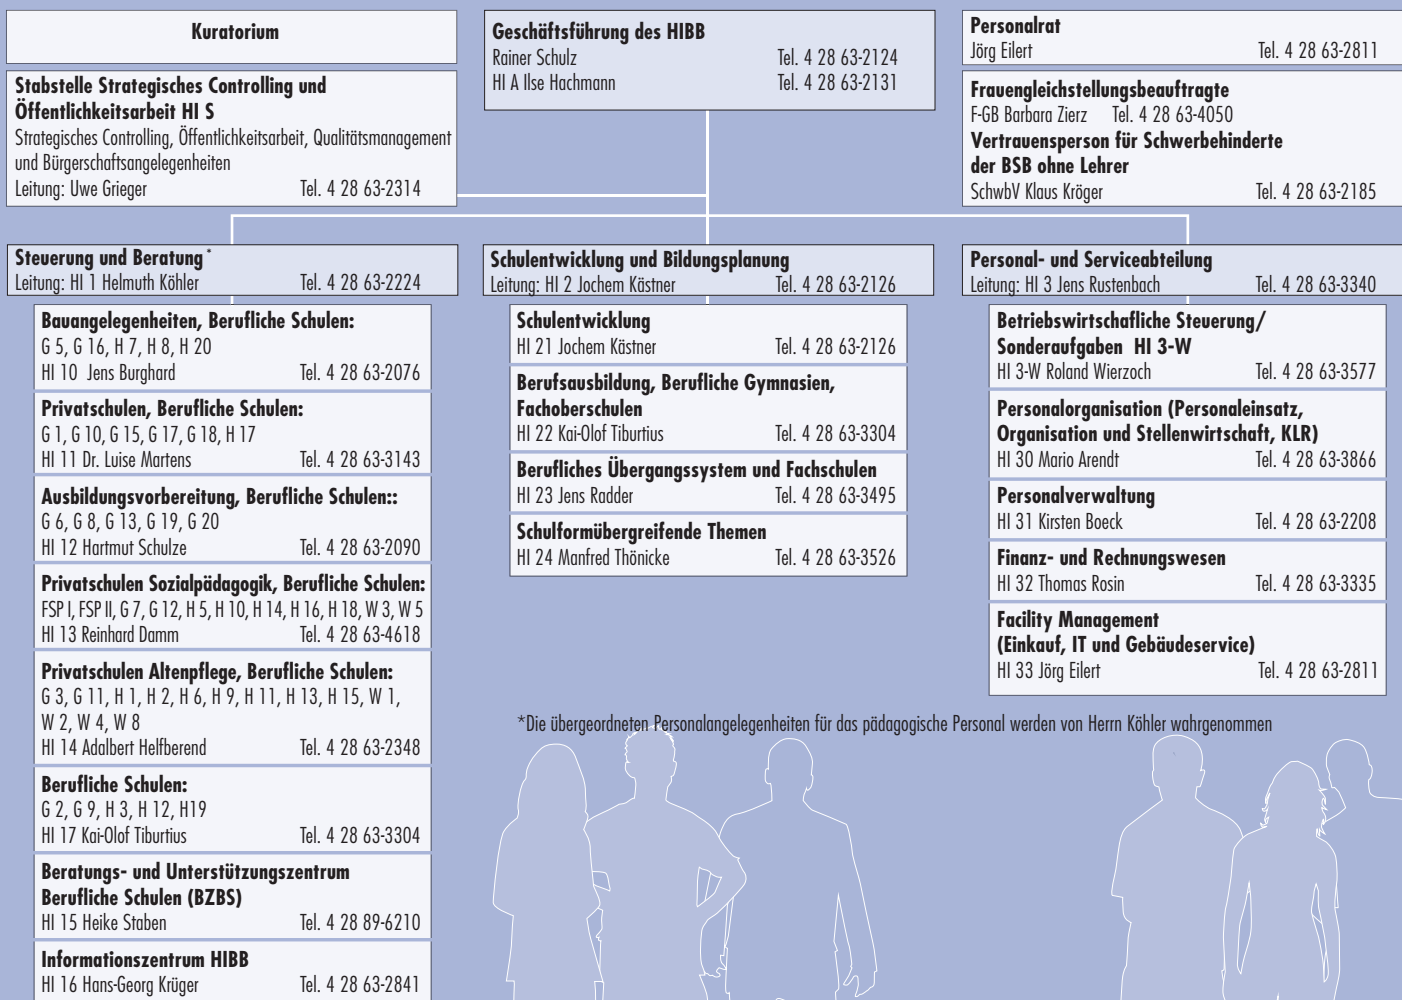 Kuratorium
Stabstelle Strategisches Controlling und
Öffentlichkeitsarbeit HI S
Strategisches Controlling, Öffentlichkeitsarbeit, Qualitätsmanagement
und Bürgerschaftsangelegenheiten
Leitung: Uwe Grieger Tel. 4 28 63-2314
Geschäftsführung des HIBB
Rainer Schulz Tel. 4 28 63-2124
HI A Ilse Hachmann Tel. 4 28 63-2131
Personalrat
Jörg Eilert Tel. 4 28 63-2811
Frauengleichstellungsbeauftragte
F-GB Barbara Zierz Tel. 4 28 63-4050
Vertrauensperson für Schwerbehinderte
der BSB ohne Lehrer
SchwbV Klaus Kröger Tel. 4 28 63-2185
Steuerung und Beratung*
Leitung: HI 1 Helmuth Köhler Tel. 4 28 63-2224
Bauangelegenheiten, Berufliche Schulen:
G 5, G 16, H 7, H 8, H 20
HI 10 Jens Burghard Tel. 4 28 63-2076
Privatschulen, Berufliche Schulen:
G 1, G 10, G 15, G 17, G 18, H 17
HI 11 Dr. Luise Martens Tel. 4 28 63-3143
Ausbildungsvorbereitung, Berufliche Schulen::
G 6, G 8, G 13, G 19, G 20
HI 12 Hartmut Schulze Tel. 4 28 63-2090
Privatschulen Sozialpädagogik, Berufliche Schulen:
FSP I, FSP II, G 7, G 12, H 5, H 10, H 14, H 16, H 18, W 3, W 5
HI 13 Reinhard Damm Tel. 4 28 63-4618
Privatschulen Altenpflege, Berufliche Schulen:
G 3, G 11, H 1, H 2, H 6, H 9, H 11, H 13, H 15, W 1,
W 2, W 4, W 8
HI 14 Adalbert Helfberend Tel. 4 28 63-2348
Berufliche Schulen:
G 2, G 9, H 3, H 12, H19
HI 17 Kai-Olof Tiburtius Tel. 4 28 63-3304
Beratungs- und Unterstützungszentrum
Berufliche Schulen (BZBS)
HI 15 Heike Staben Tel. 4 28 89-6210
Informationszentrum HIBB
HI 16 Hans-Georg Krüger Tel. 4 28 63-2841
Schulentwicklung und Bildungsplanung
Leitung: HI 2 Jochem Kästner Tel. 4 28 63-2126
Schulentwicklung
HI 21 Jochem Kästner Tel. 4 28 63-2126
Berufsausbildung, Berufliche Gymnasien,
Fachoberschulen
HI 22 Kai-Olof Tiburtius Tel. 4 28 63-3304
Berufliches Übergangssystem und Fachschulen
HI 23 Jens Radder Tel. 4 28 63-3495
Schulformübergreifende Themen
HI 24 Manfred Thönicke Tel. 4 28 63-3526
Personal- und Serviceabteilung
Leitung: HI 3 Jens Rustenbach Tel. 4 28 63-3340
Betriebswirtschafliche Steuerung/
Sonderaufgaben HI 3-W
HI 3-W Roland Wierzoch Tel. 4 28 63-3577
Personalorganisation (Personaleinsatz,
Organisation und Stellenwirtschaft, KLR)
HI 30 Mario Arendt Tel. 4 28 63-3866
Personalverwaltung
HI 31 Kirsten Boeck Tel. 4 28 63-2208
Finanz- und Rechnungswesen
HI 32 Thomas Rosin Tel. 4 28 63-3335
Facility Management
(Einkauf, IT und Gebäudeservice)
HI 33 Jörg Eilert Tel. 4 28 63-2811
*Die übergeordneten Personalangelegenheiten für das pädagogische Personal werden von Herrn Köhler wahrgenommen